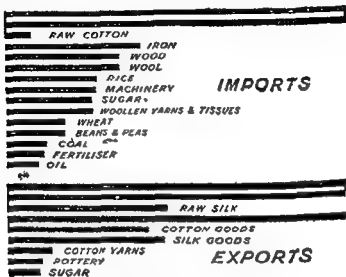 RAW COTTON
IRON
WOOD
WOOL
RICE
IMPORTS
MACHINERY
SUGAR
WOOLLEN YARNS & TISSUES
WHEAT
BEANS & PEAS
COAL
FERTILISER
OIL
RAW SILK
COTTON GOODS
SILK GOODS
COTTON YARNS
EXPORTS
POTTERY
SUGAR